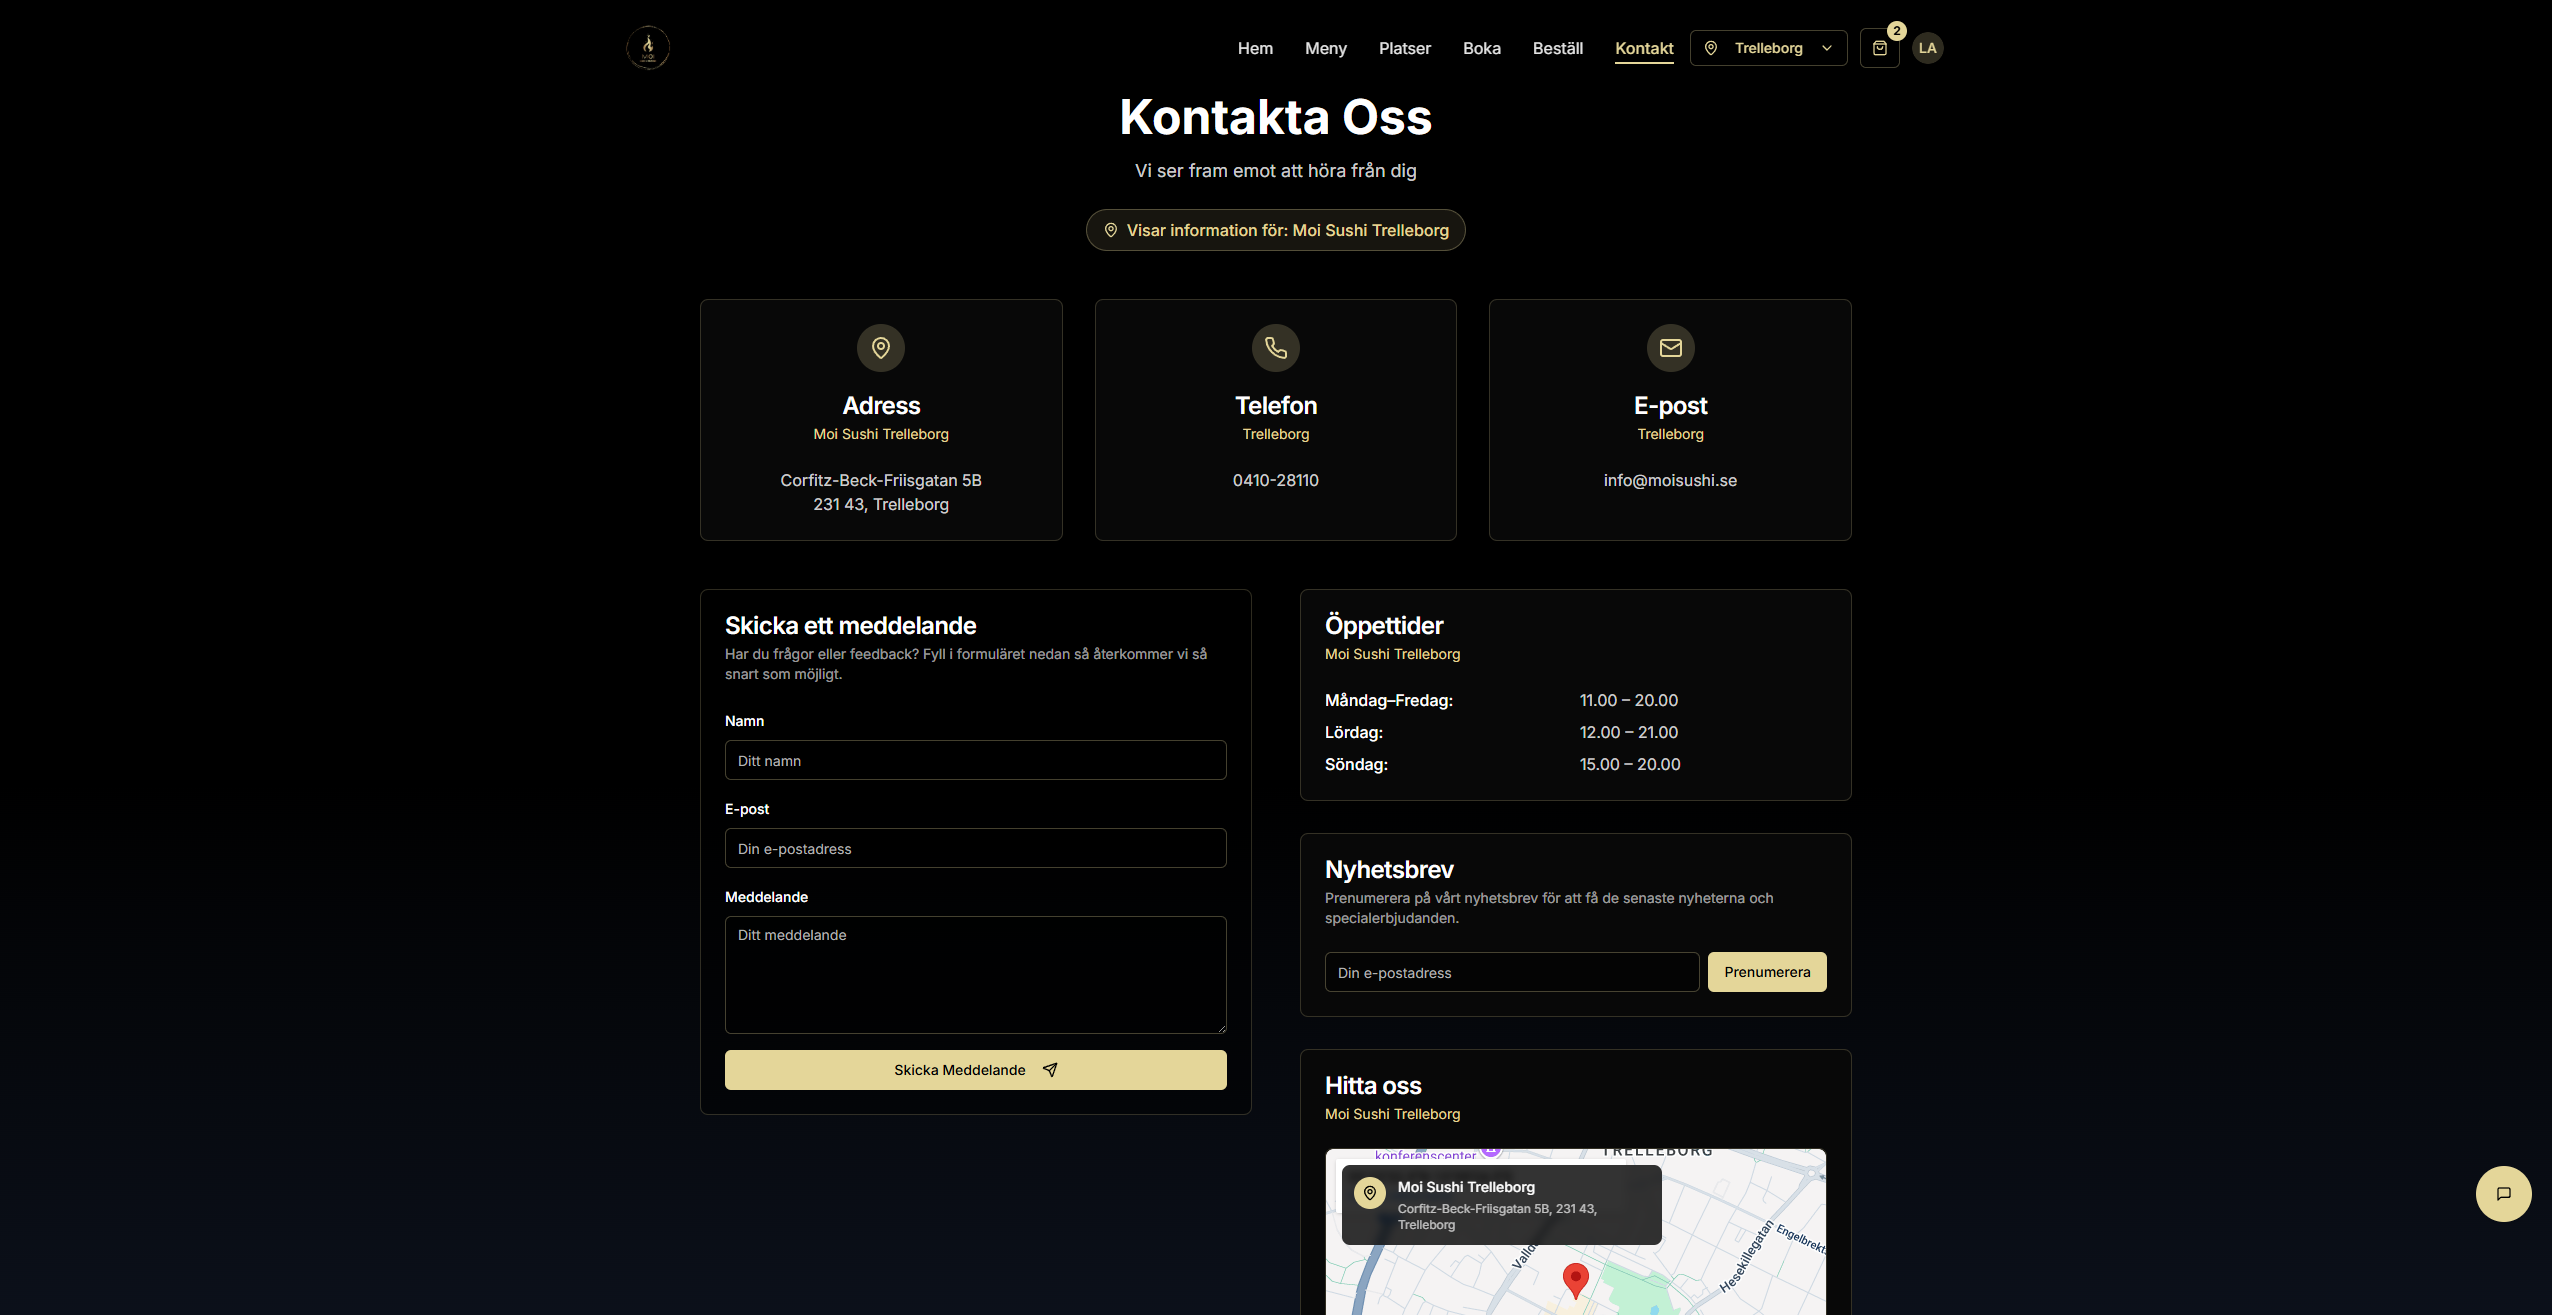 MOI
Hem
Meny
Platser
Boka
Beställ
Kontakt
Trelleborg
2
LA
Kontakta Oss
Vi ser fram emot att höra från dig
Visar information för: Moi Sushi Trelleborg
Adress
Moi Sushi Trelleborg
Corfitz-Beck-Friisgatan 5B
231 43, Trelleborg
Telefon
Trelleborg
0410-28110
E-post
Trelleborg
info@moisushi.se
Skicka ett meddelande
Har du frågor eller feedback? Fyll i formuläret nedan så återkommer vi så
snart som möjligt.
Namn
Ditt namn
E-post
Din e-postadress
Meddelande
Ditt meddelande
Skicka Meddelande
Öppettider
Moi Sushi Trelleborg
Måndag–Fredag: 11.00 – 20.00
Lördag: 12.00 – 21.00
Söndag: 15.00 – 20.00
Nyhetsbrev
Prenumerera på vårt nyhetsbrev för att få de senaste nyheterna och
specialerbjudanden.
Din e-postadress
Prenumerera
Hitta oss
Moi Sushi Trelleborg
konferenscenter
TRELLEBORG
Moi Sushi Trelleborg
Corfitz-Beck-Friisgatan 5B, 231 43,
Trelleborg
Hesekillegatan